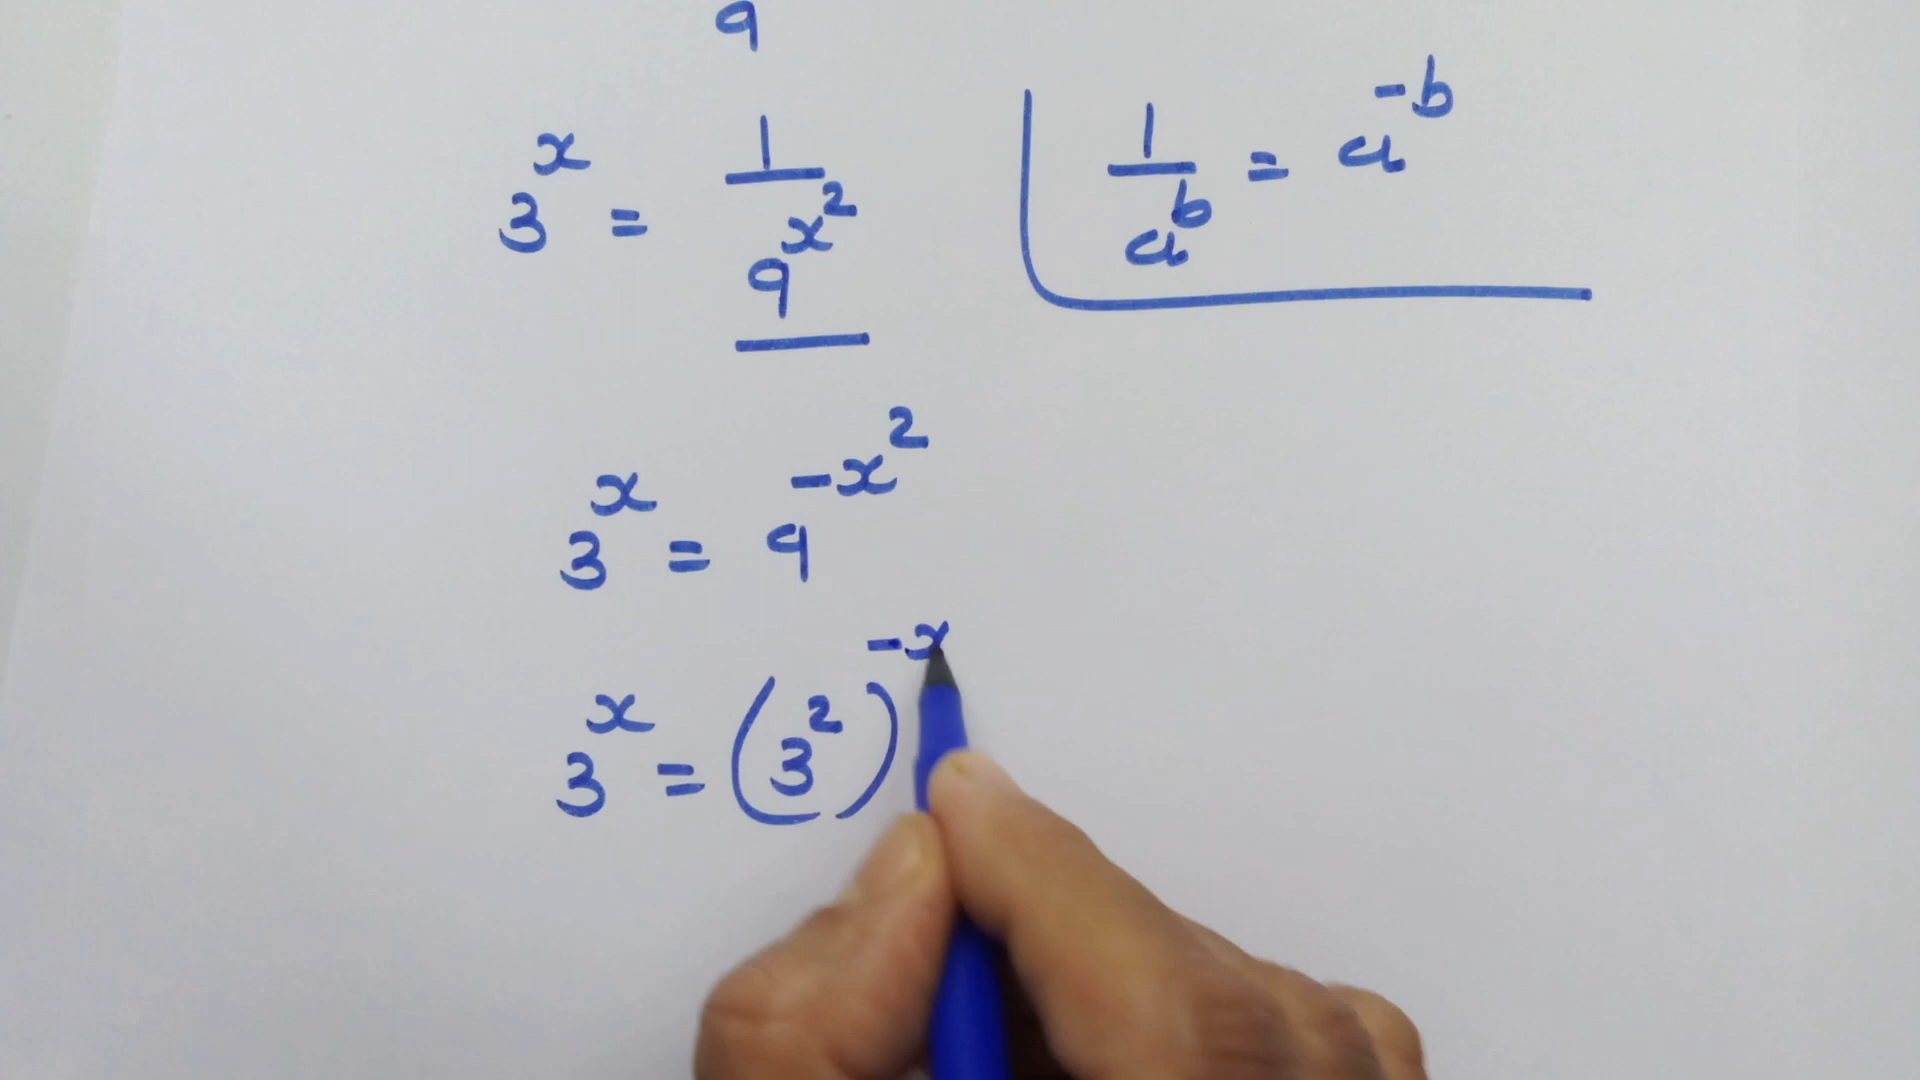 9
3^x = 1/9^x^2
1/a^b = a^-b
3^x = 9^-x^2
3^x = (3^2)^-x